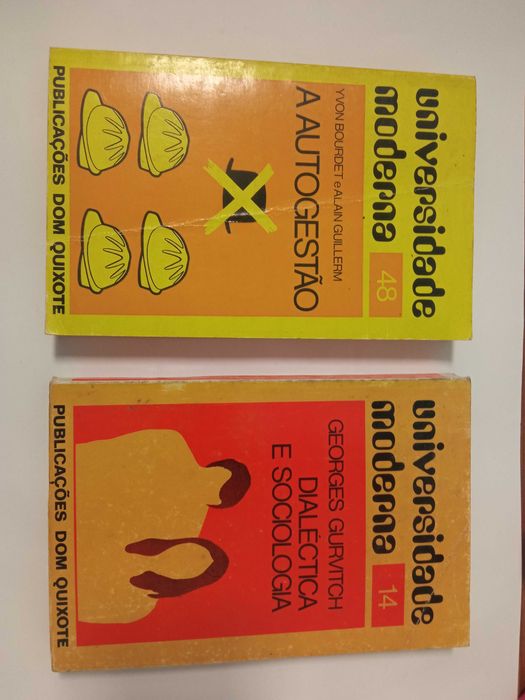 universidade
moderna
48
YVON BOURDET e ALAIN GUILLERM
A AUTOGESTÃO
PUBLICAÇÕES DOM QUIXOTE
universidade
moderna
14
GEORGES GURVITCH
DIALÉCTICA
E SOCIOLOGIA
PUBLICAÇÕES DOM QUIXOTE